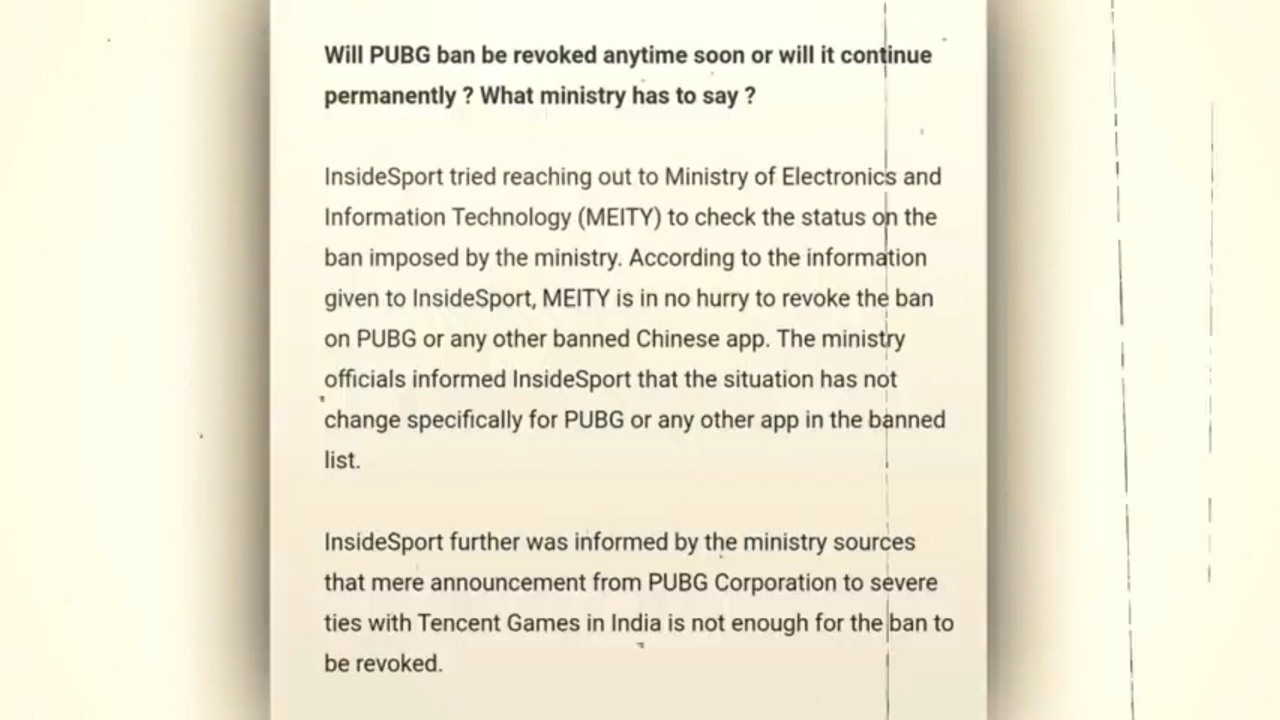 Will PUBG ban be revoked anytime soon or will it continue
permanently ? What ministry has to say ?
InsideSport tried reaching out to Ministry of Electronics and
Information Technology (MEITY) to check the status on the
ban imposed by the ministry. According to the information
given to InsideSport, MEITY is in no hurry to revoke the ban
on PUBG or any other banned Chinese app. The ministry
officials informed InsideSport that the situation has not
change specifically for PUBG or any other app in the banned
list.
InsideSport further was informed by the ministry sources
that mere announcement from PUBG Corporation to severe
ties with Tencent Games in India is not enough for the ban to
be revoked.